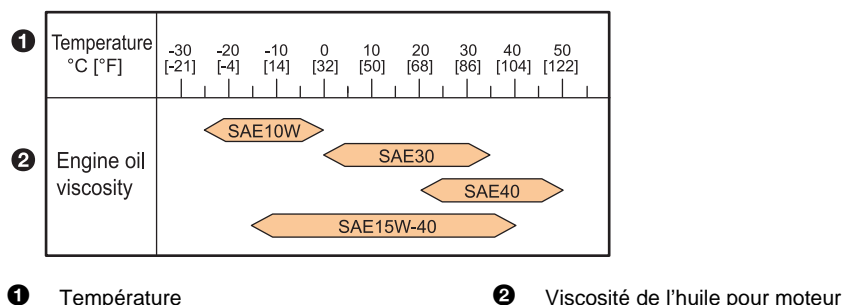 ❶ Temperature -30 -20 -10 0 10 20 30 40 50
°C [°F] [-21] [-4] [14] [32] [50] [68] [86] [104] [122]
SAE10W
❷ Engine oil SAE30
viscosity SAE40
SAE15W-40
❶ Température ❷ Viscosité de l'huile pour moteur